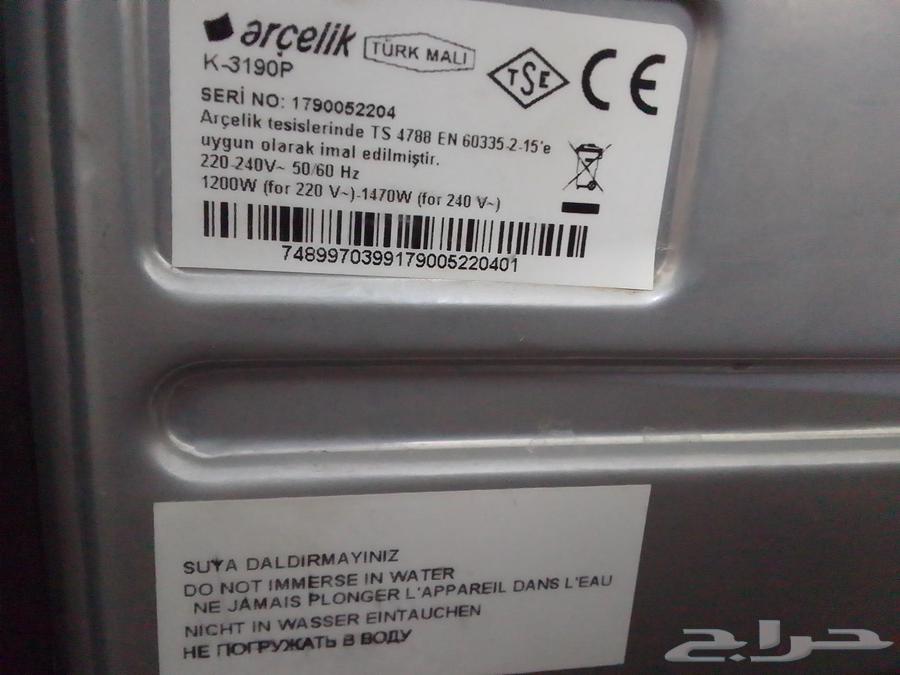 arçelik TÜRK MALI TSE CE
K-3190P
SERİ NO: 1790052204
Arçelik tesislerinde TS 4788 EN 60335-2-15'e
uygun olarak imal edilmiştir.
220-240V~ 50/60 Hz
1200W (for 220 V~)-1470W (for 240 V~)
7489970399179005220401
SUYA DALDIRMAYINIZ
DO NOT IMMERSE IN WATER
NE JAMAIS PLONGER L'APPAREIL DANS L'EAU
NICHT IN WASSER EINTAUCHEN
НЕ ПОГРУЖАТЬ В ВОДУ
حراج